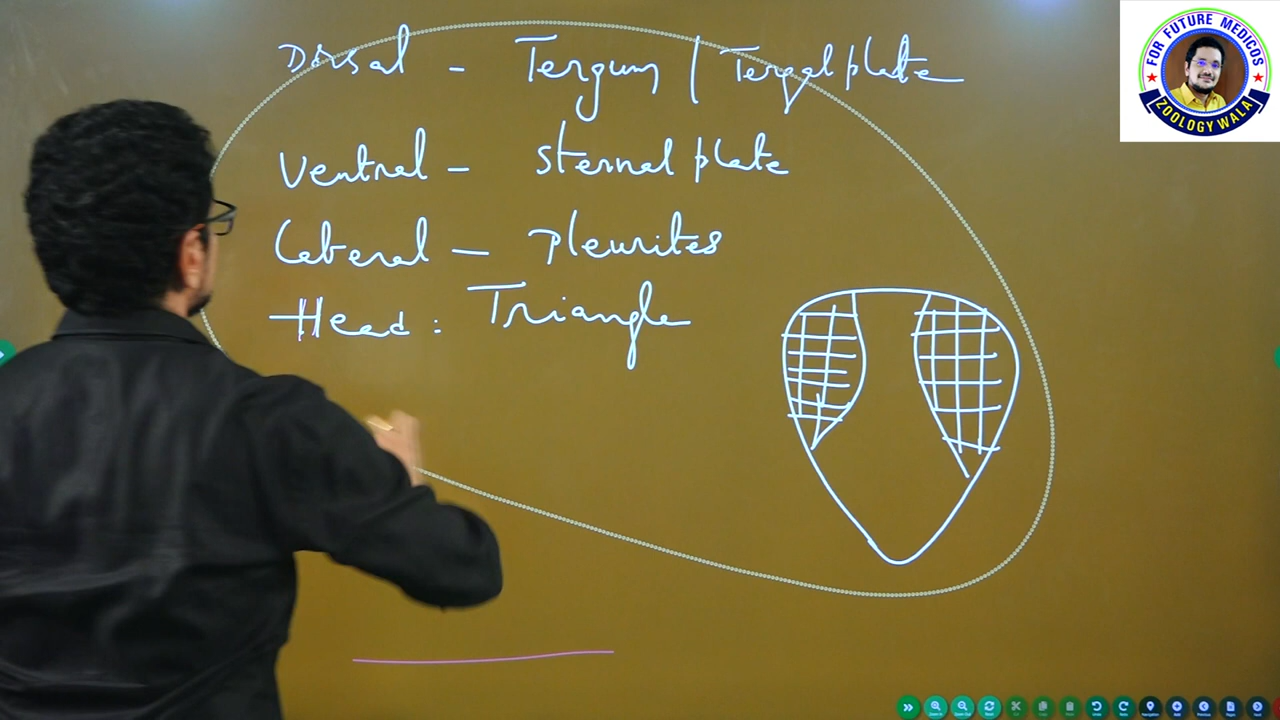 Dorsal - Tergum / Tergal plate
Ventral - Sternal plate
Lateral - Pleurites
Head : Triangle
FOR FUTURE MEDICOS
ZOOLOGY WALA